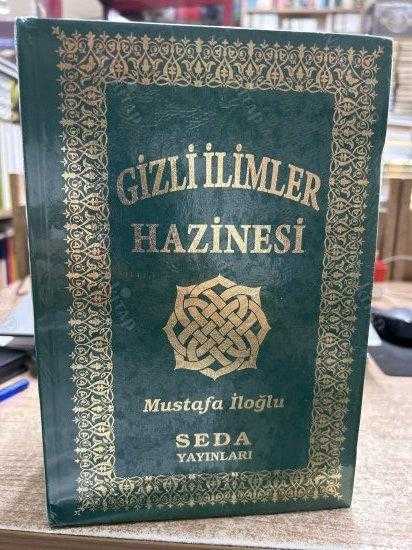 GİZLİ İLİMLER
HAZİNESİ
Mustafa İloğlu
SEDA
YAYINLARI